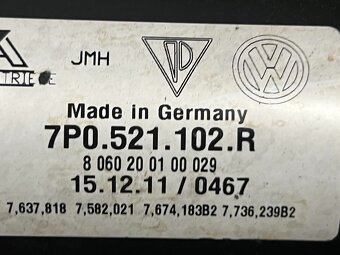 JMH
TRIEBE
Made in Germany
7P0.521.102.R
8 060 20 01 00 029
15.12.11 / 0467
7,637,818 7,582,021 7,674,183B2 7,736,239B2